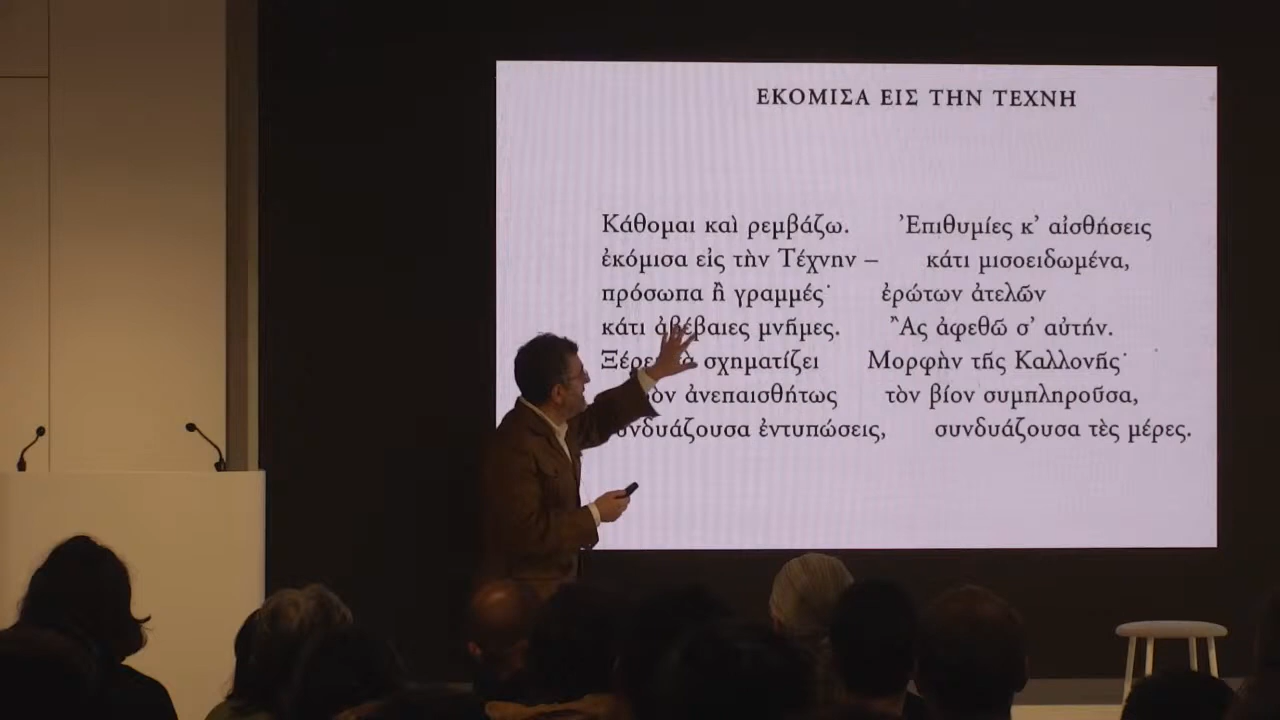 ΕΚΟΜΙΣΑ ΕΙΣ ΤΗΝ ΤΕΧΝΗ
Κάθομαι καὶ ρεμβάζω. Ἐπιθυμίες κ’ αἰσθήσεις
ἐκόμισα εἰς τὴν Τέχνην – κάτι μισοειδωμένα,
πρόσωπα ἢ γραμμές· ἐρώτων ἀτελῶν
κάτι ἀβέβαιες μνῆμες. Ἂς ἀφεθῶ σ’ αὐτήν.
σχηματίζει Μορφὴν τῆς Καλλονῆς·
ἀνεπαισθήτως τὸν βίον συμπληροῦσα,
συνδυάζουσα ἐντυπώσεις, συνδυάζουσα τὲς μέρες.